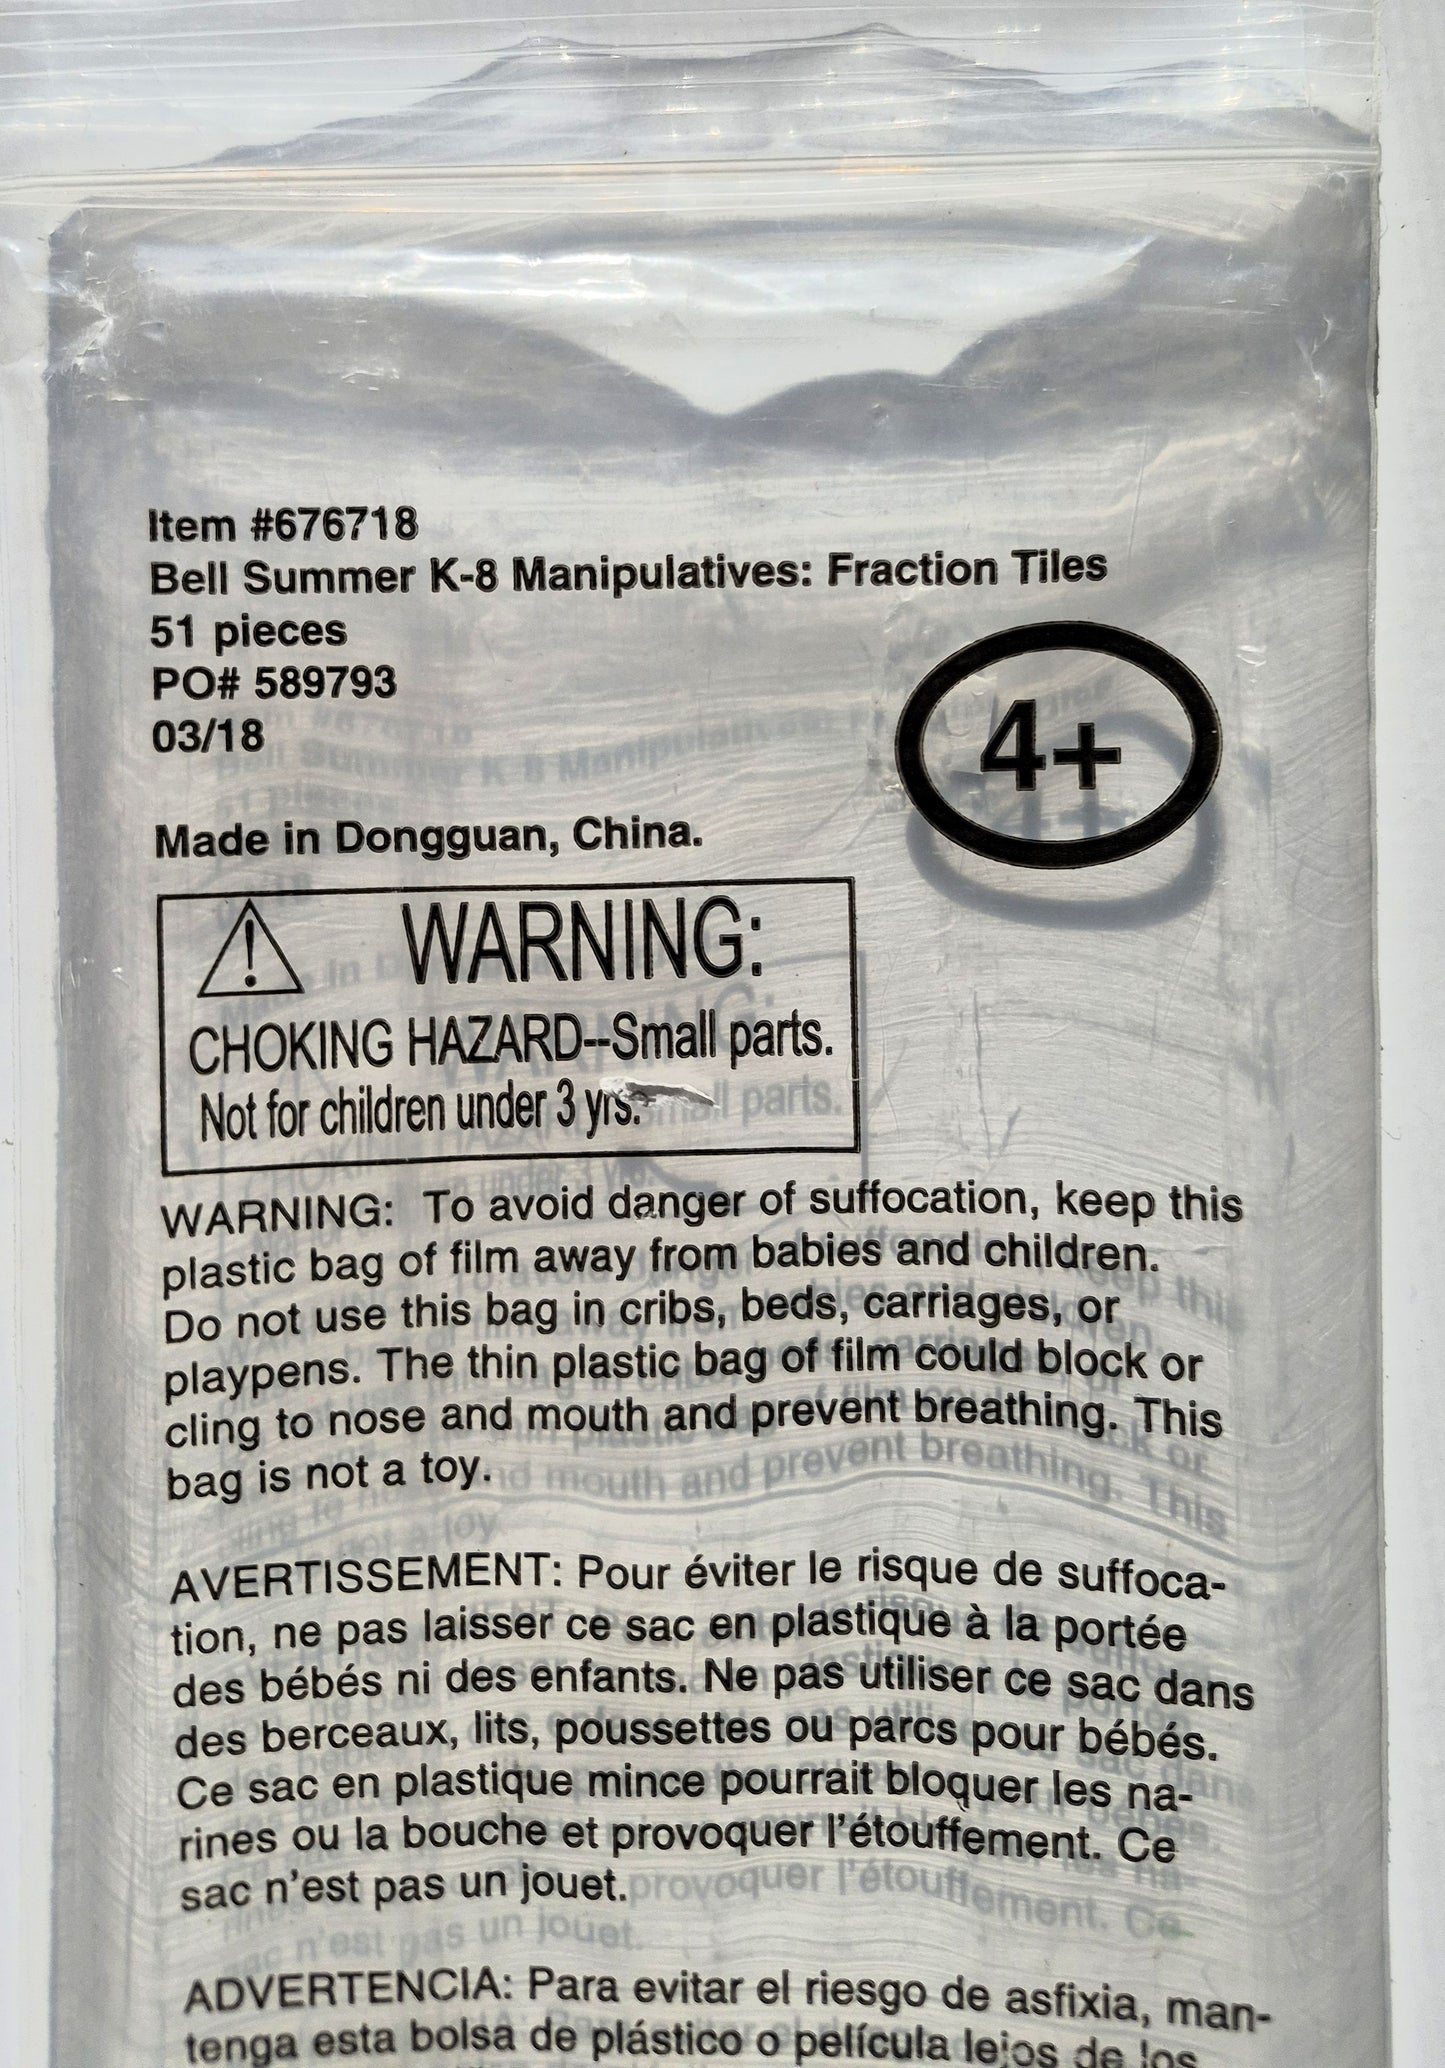 Item #676718
Bell Summer K-8 Manipulatives: Fraction Tiles
51 pieces
PO# 589793
03/18
4+
Made in Dongguan, China.
WARNING:
CHOKING HAZARD--Small parts.
Not for children under 3 yrs.
WARNING: To avoid danger of suffocation, keep this
plastic bag of film away from babies and children.
Do not use this bag in cribs, beds, carriages, or
playpens. The thin plastic bag of film could block or
cling to nose and mouth and prevent breathing. This
bag is not a toy.
AVERTISSEMENT: Pour éviter le risque de suffoca-
tion, ne pas laisser ce sac en plastique à la portée
des bébés ni des enfants. Ne pas utiliser ce sac dans
des berceaux, lits, poussettes ou parcs pour bébés.
Ce sac en plastique mince pourrait bloquer les na-
rines ou la bouche et provoquer l'étouffement. Ce
sac n'est pas un jouet.
ADVERTENCIA: Para evitar el riesgo de asfixia, man-
tenga esta bolsa de plástico o película lejos de los